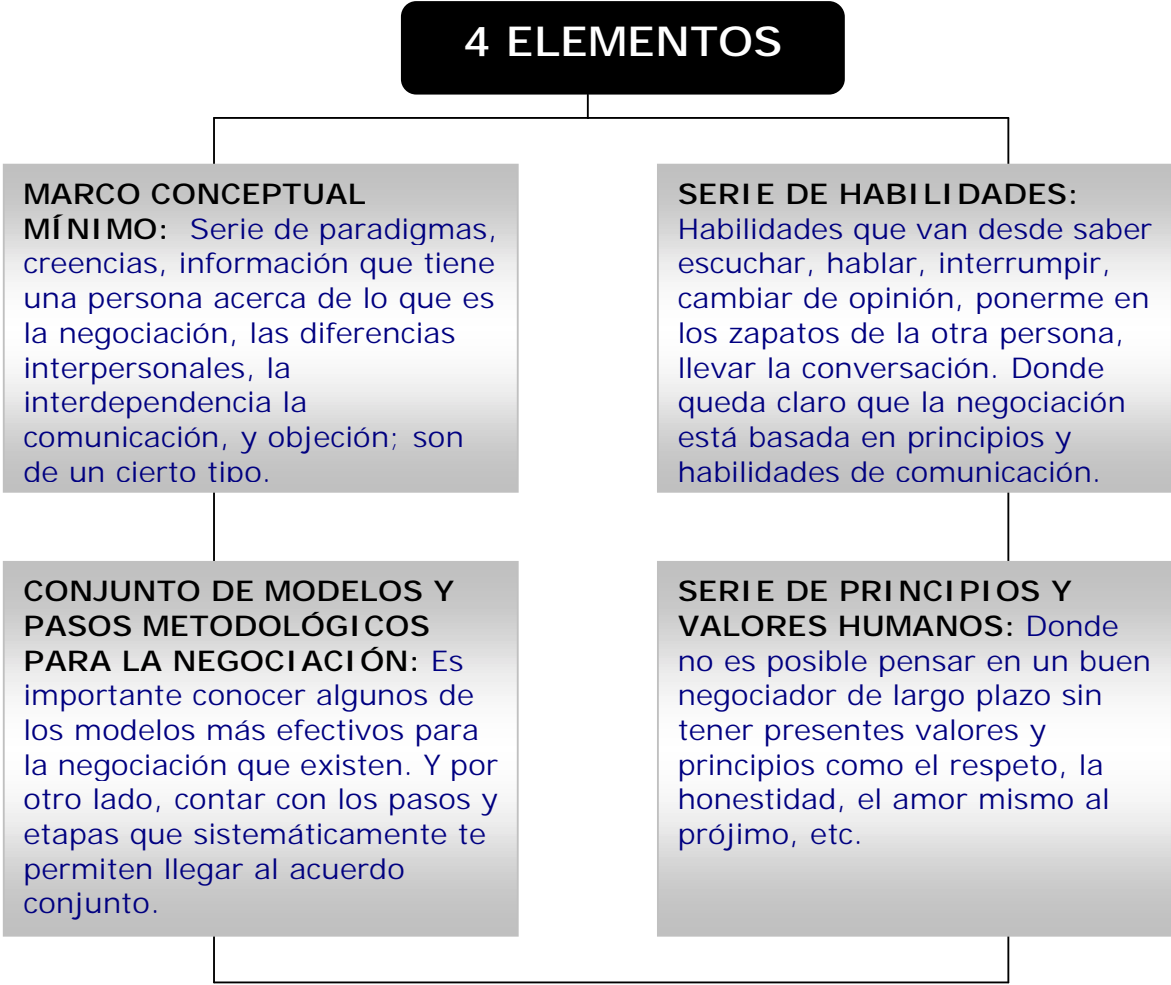 4 ELEMENTOS
MARCO CONCEPTUAL
MÍNIMO: Serie de paradigmas,
creencias, información que tiene
una persona acerca de lo que es
la negociación, las diferencias
interpersonales, la
interdependencia la
comunicación, y objeción; son
de un cierto tipo.
SERIE DE HABILIDADES:
Habilidades que van desde saber
escuchar, hablar, interrumpir,
cambiar de opinión, ponerme en
los zapatos de la otra persona,
llevar la conversación. Donde
queda claro que la negociación
está basada en principios y
habilidades de comunicación.
CONJUNTO DE MODELOS Y
PASOS METODOLÓGICOS
PARA LA NEGOCIACIÓN: Es
importante conocer algunos de
los modelos más efectivos para
la negociación que existen. Y por
otro lado, contar con los pasos y
etapas que sistemáticamente te
permiten llegar al acuerdo
conjunto.
SERIE DE PRINCIPIOS Y
VALORES HUMANOS: Donde
no es posible pensar en un buen
negociador de largo plazo sin
tener presentes valores y
principios como el respeto, la
honestidad, el amor mismo al
prójimo, etc.